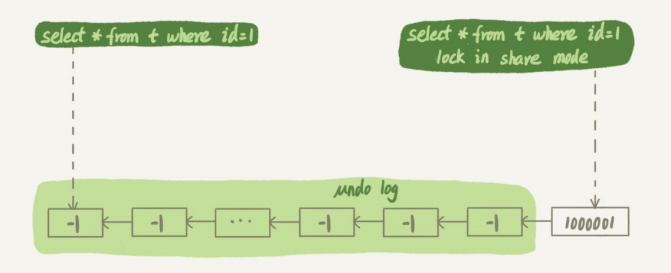 select * from t where id=1
select * from t where id=1
lock in share mode
undo log
-1
-1
...
-1
-1
-1
1000001